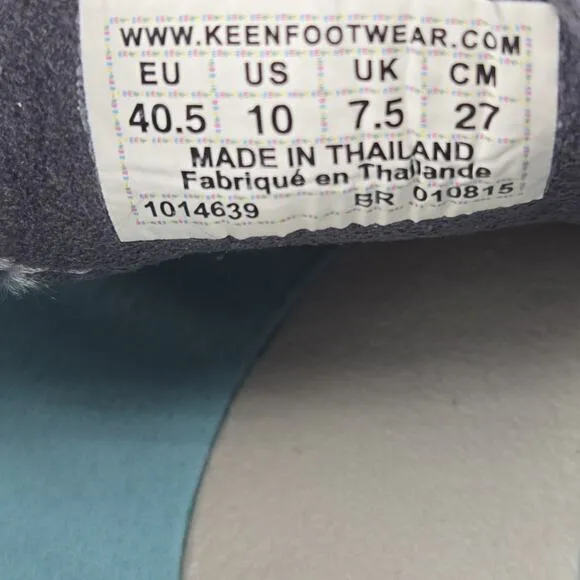 WWW.KEENFOOTWEAR.COM
EU US UK CM
40.5 10 7.5 27
MADE IN THAILAND
Fabriqué en Thaïlande
1014639 BR 010815